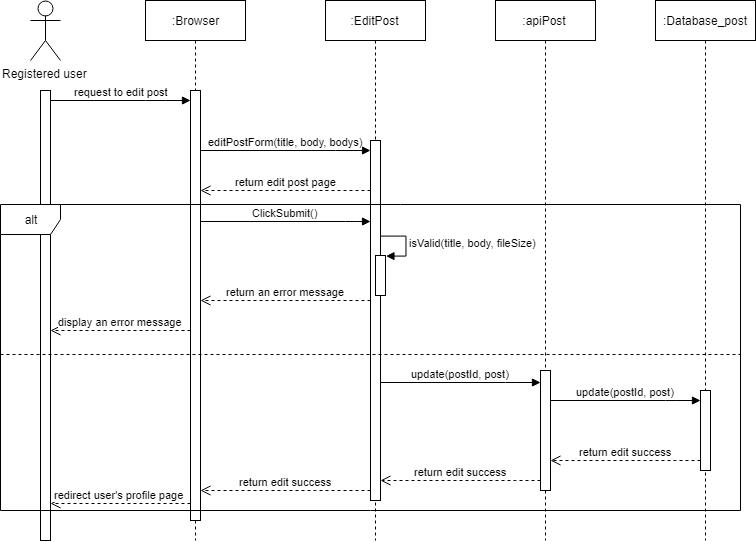 :Browser
:EditPost
:apiPost
:Database_post
Registered user
request to edit post
editPostForm(title, body, bodys)
return edit post page
alt
ClickSubmit()
isValid(title, body, fileSize)
return an error message
display an error message
update(postId, post)
update(postId, post)
return edit success
return edit success
return edit success
redirect user's profile page